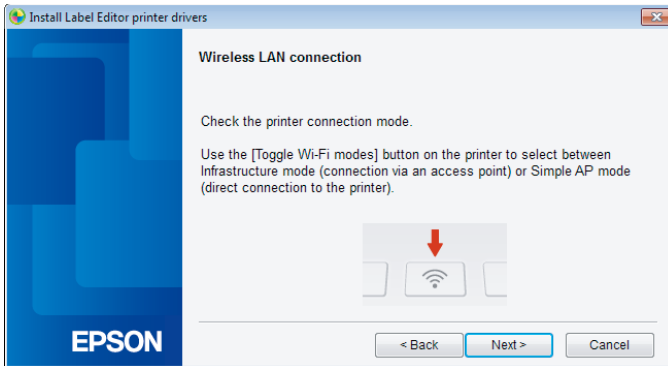 Install Label Editor printer drivers
Wireless LAN connection
Check the printer connection mode.
Use the [Toggle Wi-Fi modes] button on the printer to select between
Infrastructure mode (connection via an access point) or Simple AP mode
(direct connection to the printer).
EPSON
< Back
Next >
Cancel